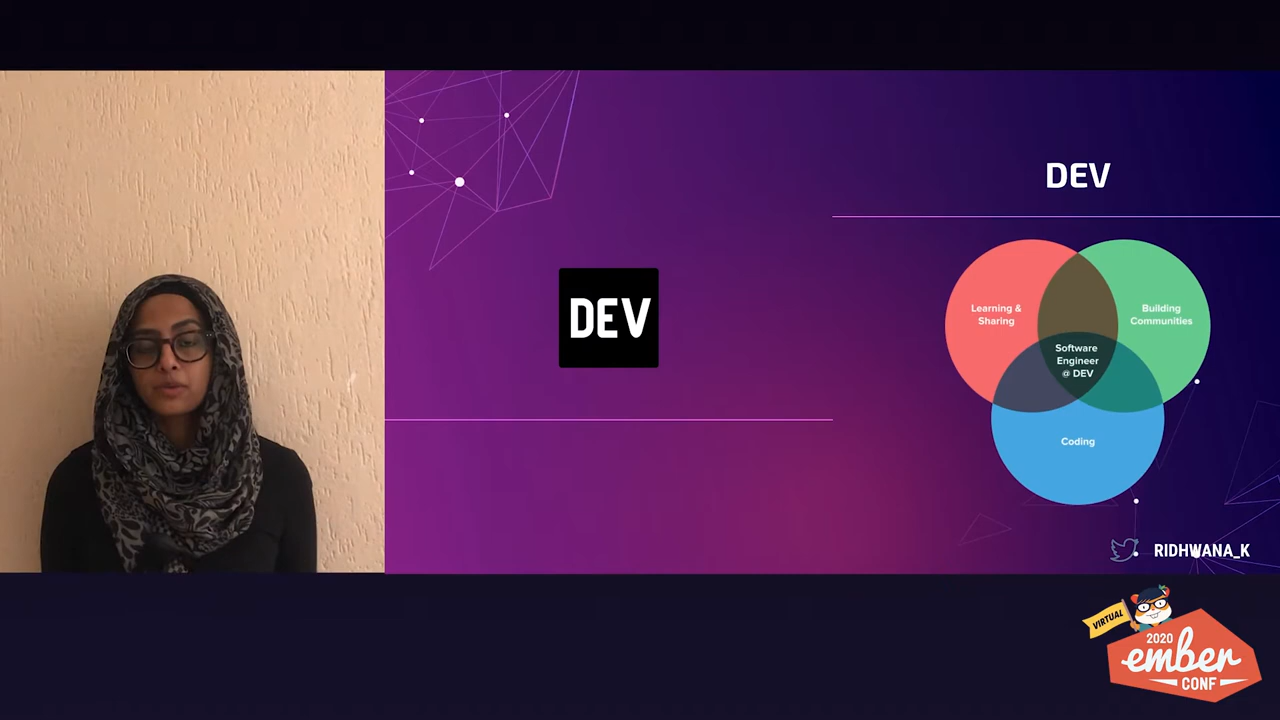 DEV
DEV
Learning &
Sharing
Building
Communities
Software
Engineer
@ DEV
Coding
RIDHWANA_K
VIRTUAL
2020
ember
CONF